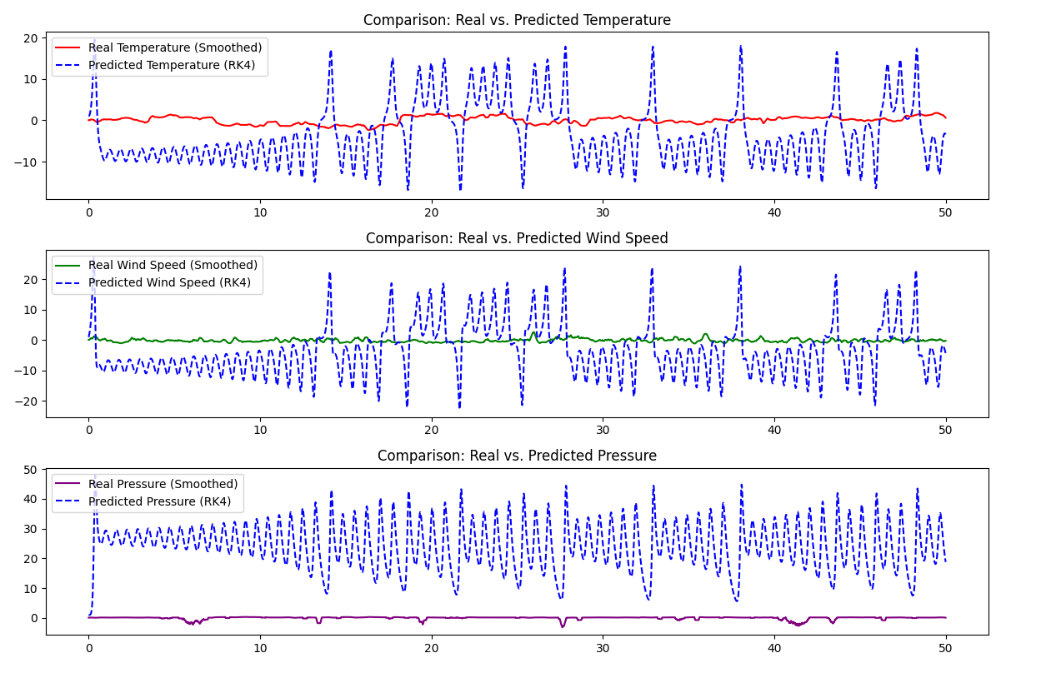 Comparison: Real vs. Predicted Temperature
Real Temperature (Smoothed)
Predicted Temperature (RK4)
20
10
0
−10
0 10 20 30 40 50
Comparison: Real vs. Predicted Wind Speed
Real Wind Speed (Smoothed)
Predicted Wind Speed (RK4)
20
10
0
−10
−20
0 10 20 30 40 50
Comparison: Real vs. Predicted Pressure
Real Pressure (Smoothed)
Predicted Pressure (RK4)
50
40
30
20
10
0
0 10 20 30 40 50